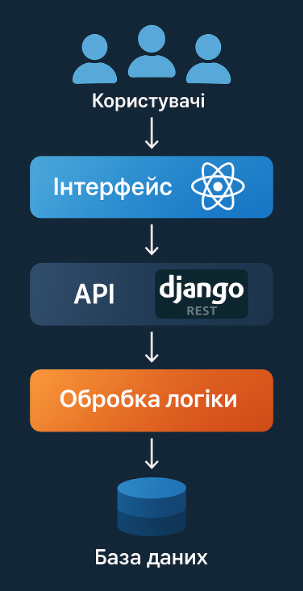 Користувачі
Інтерфейс
API
django
REST
Обробка логіки
База даних